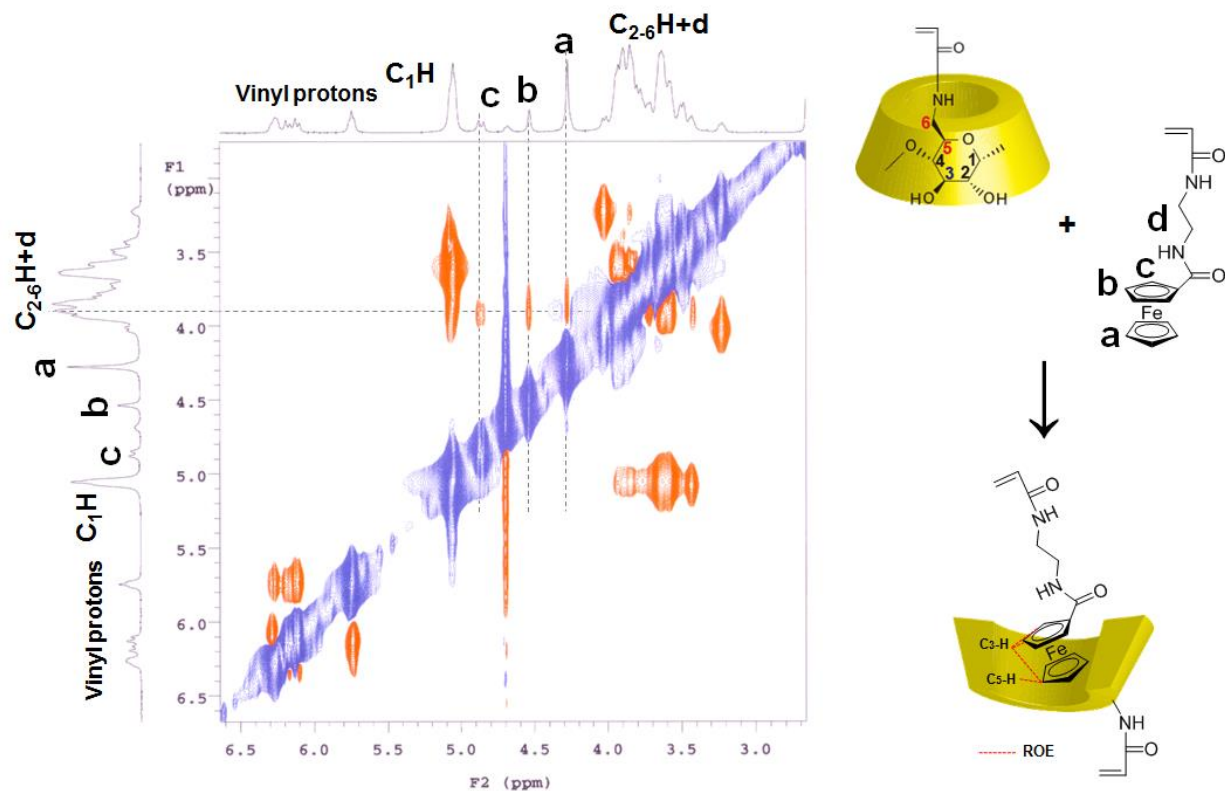 C₂₋₆H+d
a
C₁H
Vinyl protons
c
b
F1
(ppm)
3.5
4.0
4.5
5.0
5.5
6.0
6.5
C₂₋₆H+d
a
b
c
C₁H
Vinyl protons
6.5
6.0
5.5
5.0
4.5
4.0
3.5
3.0
F2 (ppm)
O
NH
6
5
O
4
1
3
2
HO
OH
+
O
N
H
d
NH
c
b
O
Fe
a
O
NH
N
H
O
C₃-H
Fe
C₅-H
NH
O
ROE